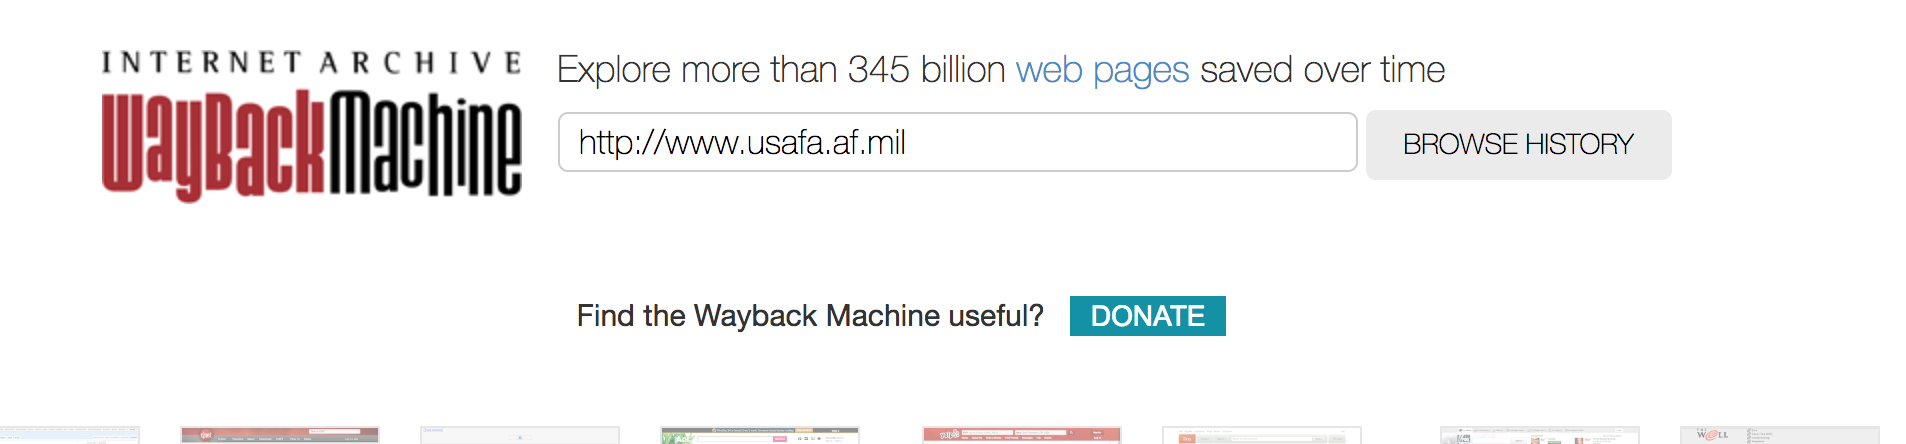 INTERNET ARCHIVE
WayBackMachine
Explore more than 345 billion web pages saved over time
http://www.usafa.af.mil
BROWSE HISTORY
Find the Wayback Machine useful?
DONATE